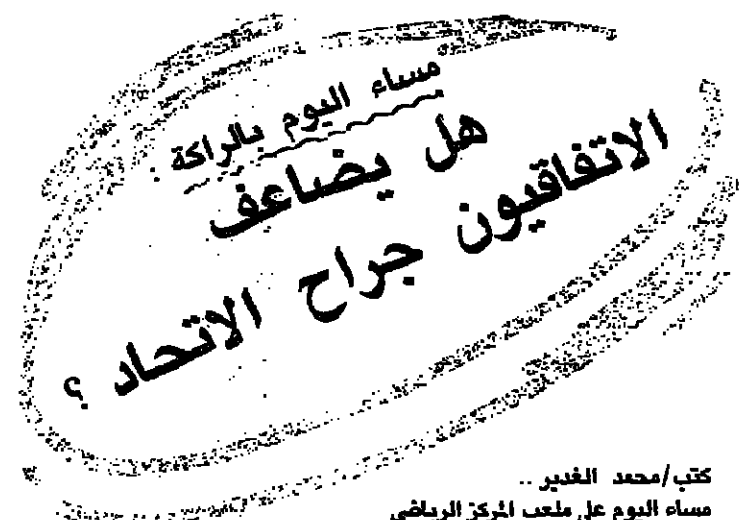 مساء اليوم بالراكة :
هل يضاعف
الاتفاقيون جراح الاتحاد ؟
كتب/محمد الغدير ..
مساء اليوم على ملعب المركز الرياضي